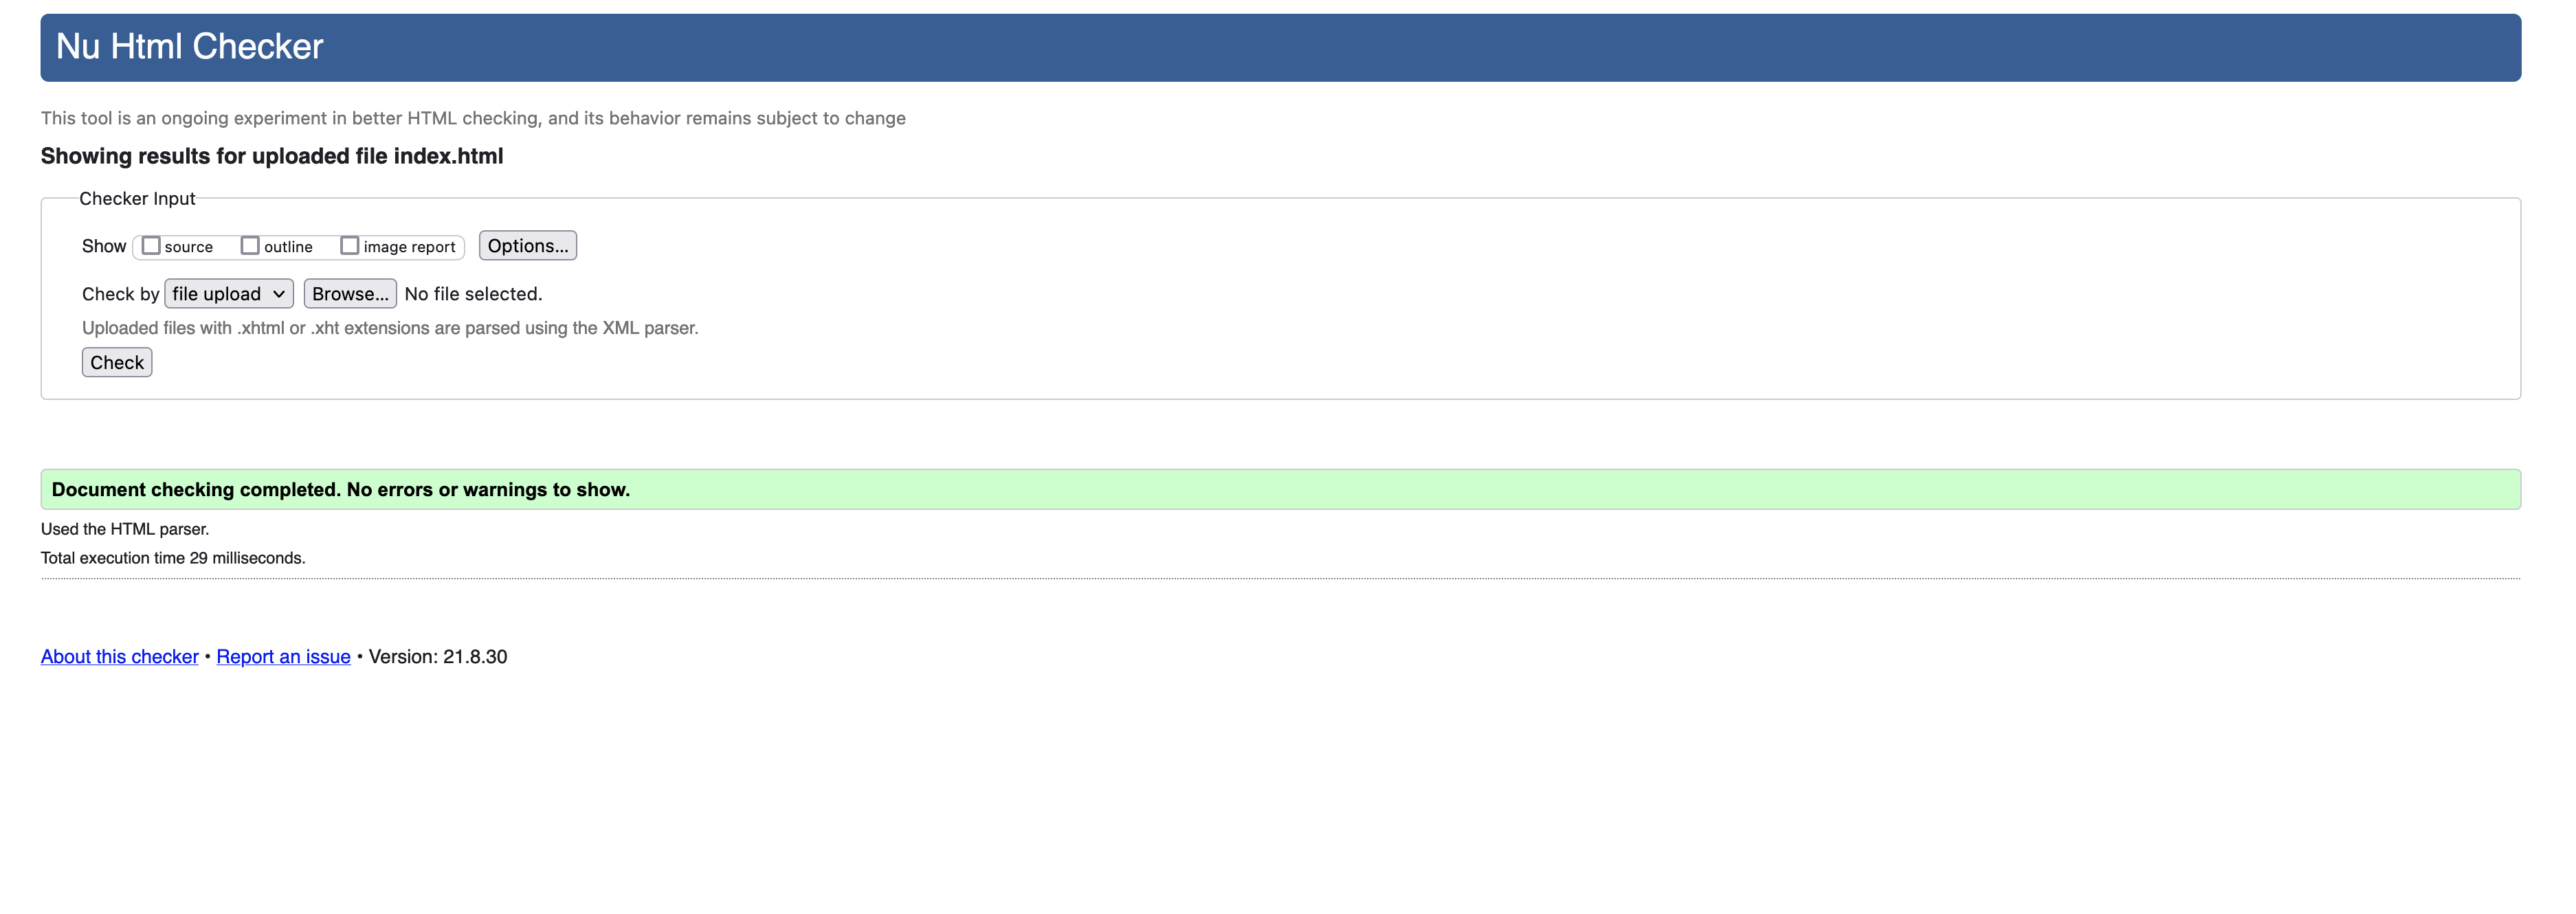 Nu Html Checker
This tool is an ongoing experiment in better HTML checking, and its behavior remains subject to change
Showing results for uploaded file index.html
Checker Input
Show source outline image report Options...
Check by file upload Browse... No file selected.
Uploaded files with .xhtml or .xht extensions are parsed using the XML parser.
Check
Document checking completed. No errors or warnings to show.
Used the HTML parser.
Total execution time 29 milliseconds.
About this checker • Report an issue • Version: 21.8.30